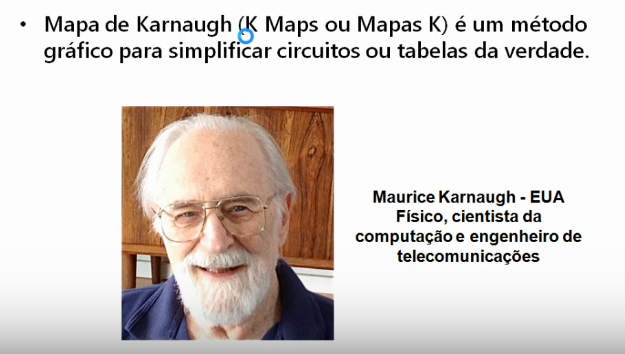 • Mapa de Karnaugh (K Maps ou Mapas K) é um método
gráfico para simplificar circuitos ou tabelas da verdade.
Maurice Karnaugh - EUA
Físico, cientista da
computação e engenheiro de
telecomunicações